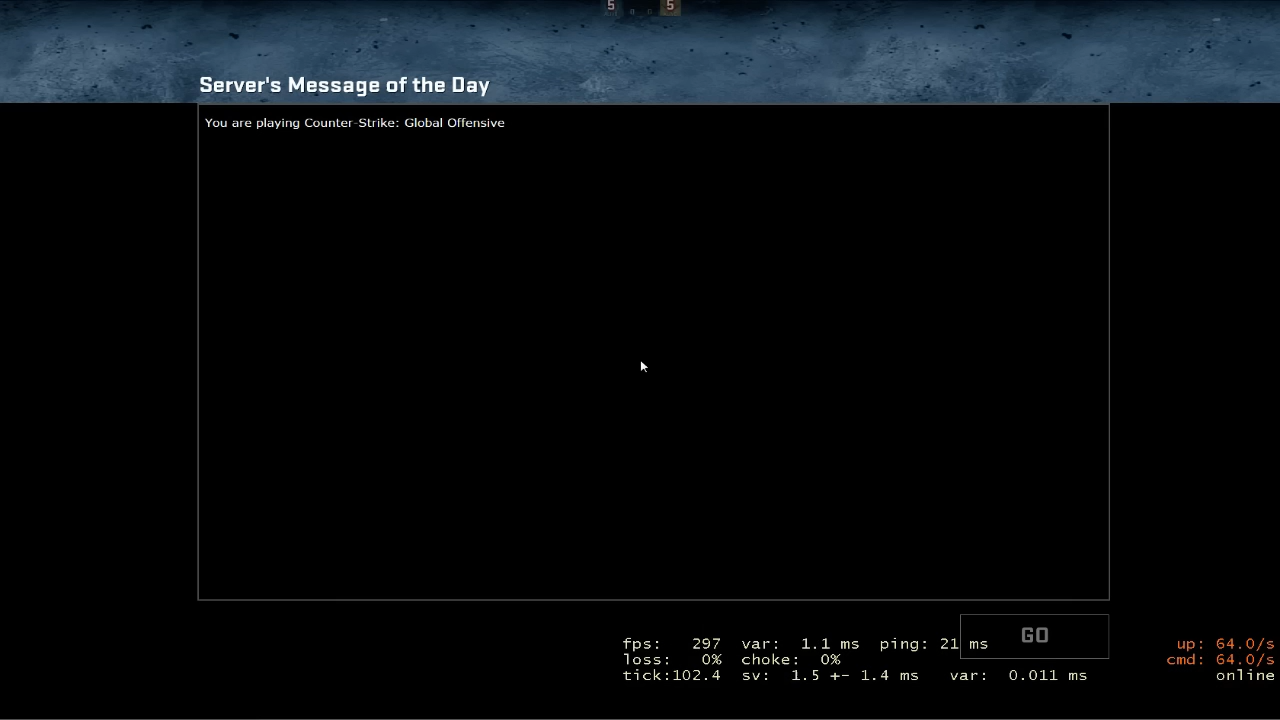 5 0 0 5
Server's Message of the Day
You are playing Counter-Strike: Global Offensive
GO
fps: 297 var: 1.1 ms ping: 21 ms up: 64.0/s
loss: 0% choke: 0% cmd: 64.0/s
tick:102.4 sv: 1.5 +- 1.4 ms var: 0.011 ms online